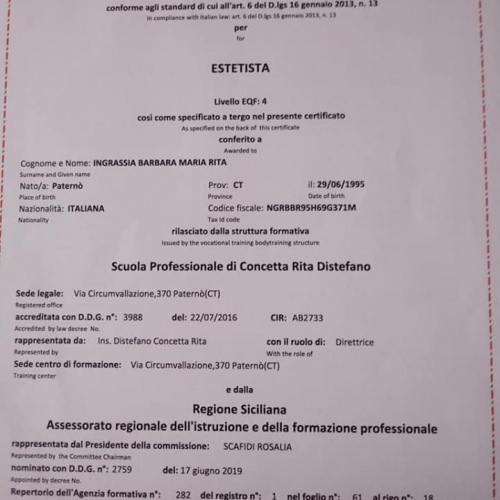 conforme agli standard di cui all'art. 6 del D.lgs 16 gennaio 2013, n. 13
In compliance with Italian law: art. 6 del D.lgs 16 gennaio 2013, n. 13
per
for
ESTETISTA
Livello EQF: 4
così come specificato a tergo nel presente certificato
As specified on the back of this certificate
conferito a
Awarded to
Cognome e Nome: INGRASSIA BARBARA MARIA RITA
Surname and Given name
Nato/a: Paternò Prov: CT il: 29/06/1995
Place of birth Province Date of birth
Nazionalità: ITALIANA Codice fiscale: NGRBBR95H69G371M
Nationality Tax id code
rilasciato dalla struttura formativa
Issued by the vocational training bodytraining structure
Scuola Professionale di Concetta Rita Distefano
Sede legale: Via Circumvallazione,370 Paternò(CT)
Registered office
accreditata con D.D.G. n°: 3988 del: 22/07/2016 CIR: AB2733
Accredited by law decree No.
rappresentata da: Ins. Distefano Concetta Rita con il ruolo di: Direttrice
Represented by With the role of
Sede centro di formazione: Via Circumvallazione,370 Paternò(CT)
Training center
e dalla
Regione Siciliana
Assessorato regionale dell'istruzione e della formazione professionale
rappresentata dal Presidente della commissione: SCAFIDI ROSALIA
Represented by the Committee Chairman
nominato con D.D.G. n°: 2759 del: 17 giugno 2019
Appointed by decree No.
Repertorio dell'Agenzia formativa n°: 282 del registro n°: 1 nel foglio n°: 61 al rigo n°: 18